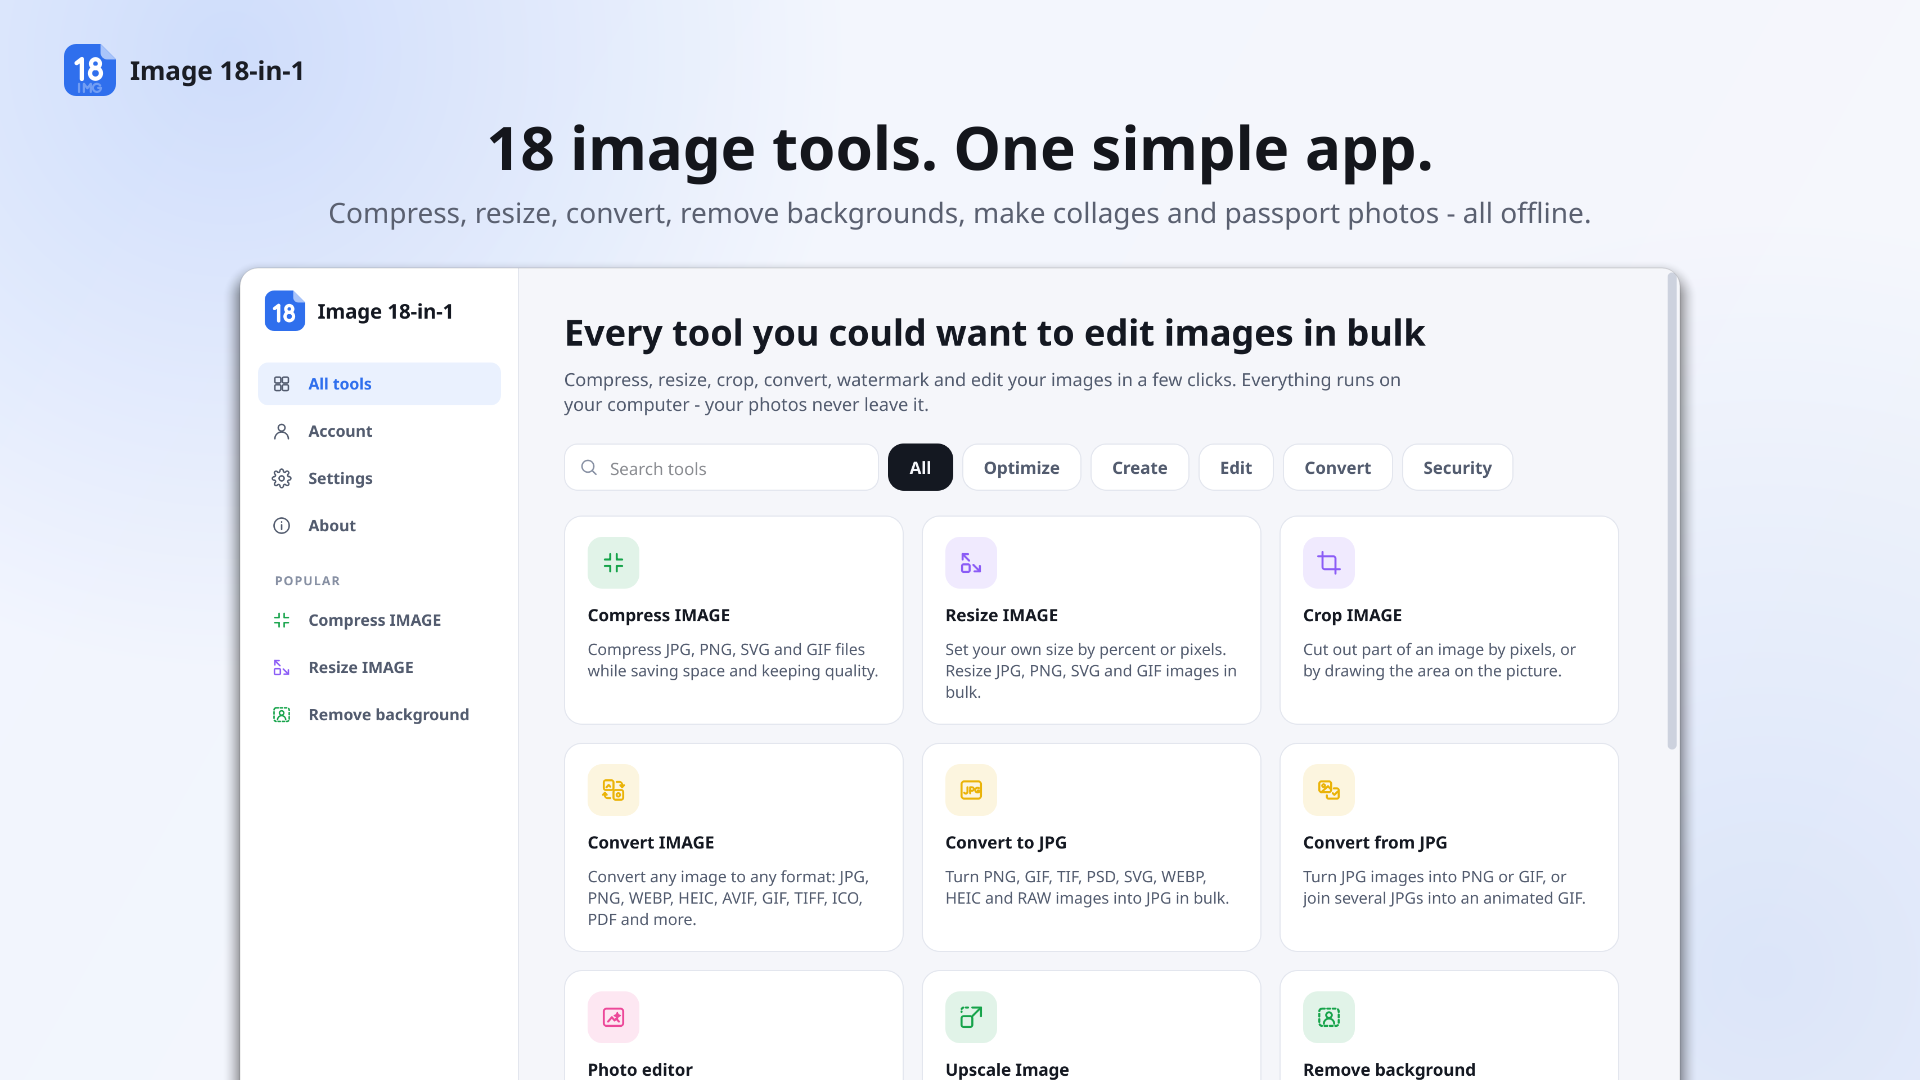 18
IMG
Image 18-in-1
18 image tools. One simple app.
Compress, resize, convert, remove backgrounds, make collages and passport photos - all offline.
18
Image 18-in-1
All tools
Account
Settings
About
POPULAR
Compress IMAGE
Resize IMAGE
Remove background
Every tool you could want to edit images in bulk
Compress, resize, crop, convert, watermark and edit your images in a few clicks. Everything runs on
your computer - your photos never leave it.
Search tools
All
Optimize
Create
Edit
Convert
Security
Compress IMAGE
Compress JPG, PNG, SVG and GIF files
while saving space and keeping quality.
Resize IMAGE
Set your own size by percent or pixels.
Resize JPG, PNG, SVG and GIF images in
bulk.
Crop IMAGE
Cut out part of an image by pixels, or
by drawing the area on the picture.
Convert IMAGE
Convert any image to any format: JPG,
PNG, WEBP, HEIC, AVIF, GIF, TIFF, ICO,
PDF and more.
JPG
Convert to JPG
Turn PNG, GIF, TIF, PSD, SVG, WEBP,
HEIC and RAW images into JPG in bulk.
Convert from JPG
Turn JPG images into PNG or GIF, or
join several JPGs into an animated GIF.
Photo editor
Upscale Image
Remove background